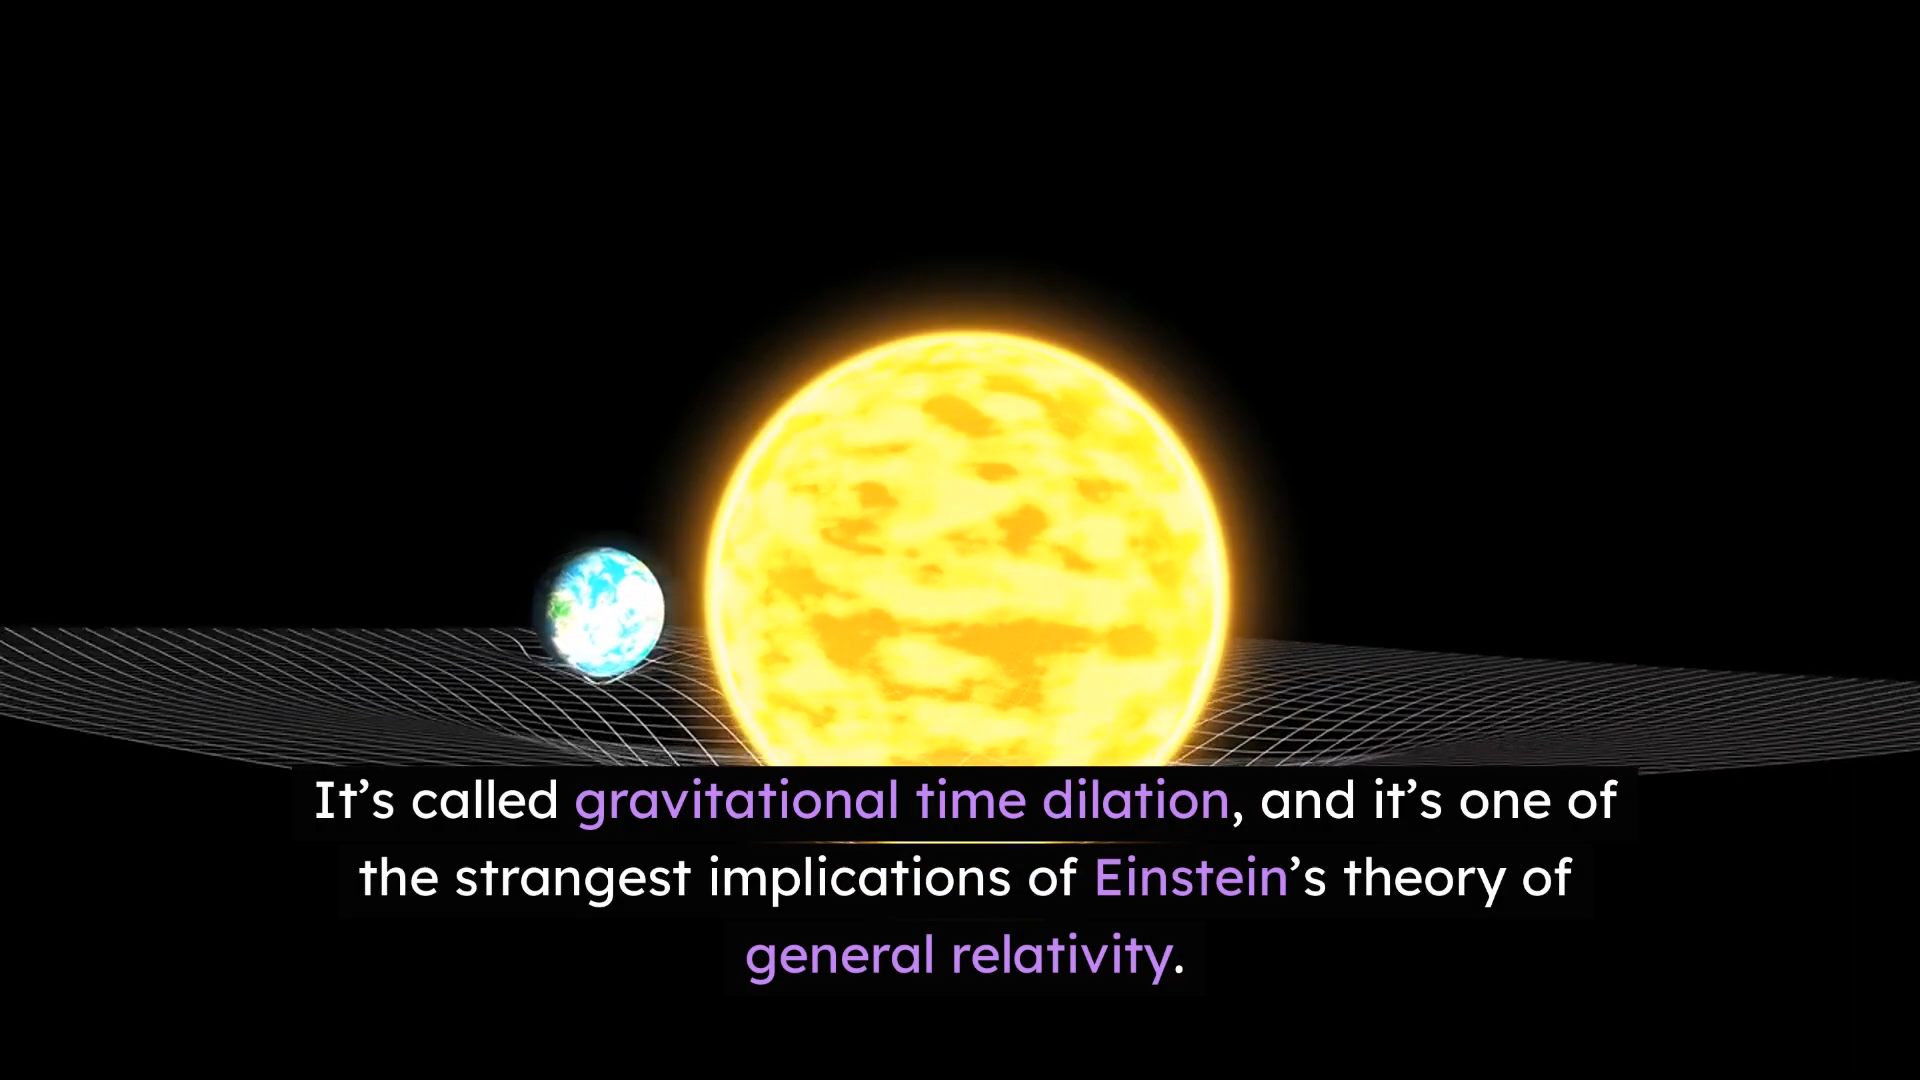 It’s called gravitational time dilation, and it’s one of
the strangest implications of Einstein’s theory of
general relativity.